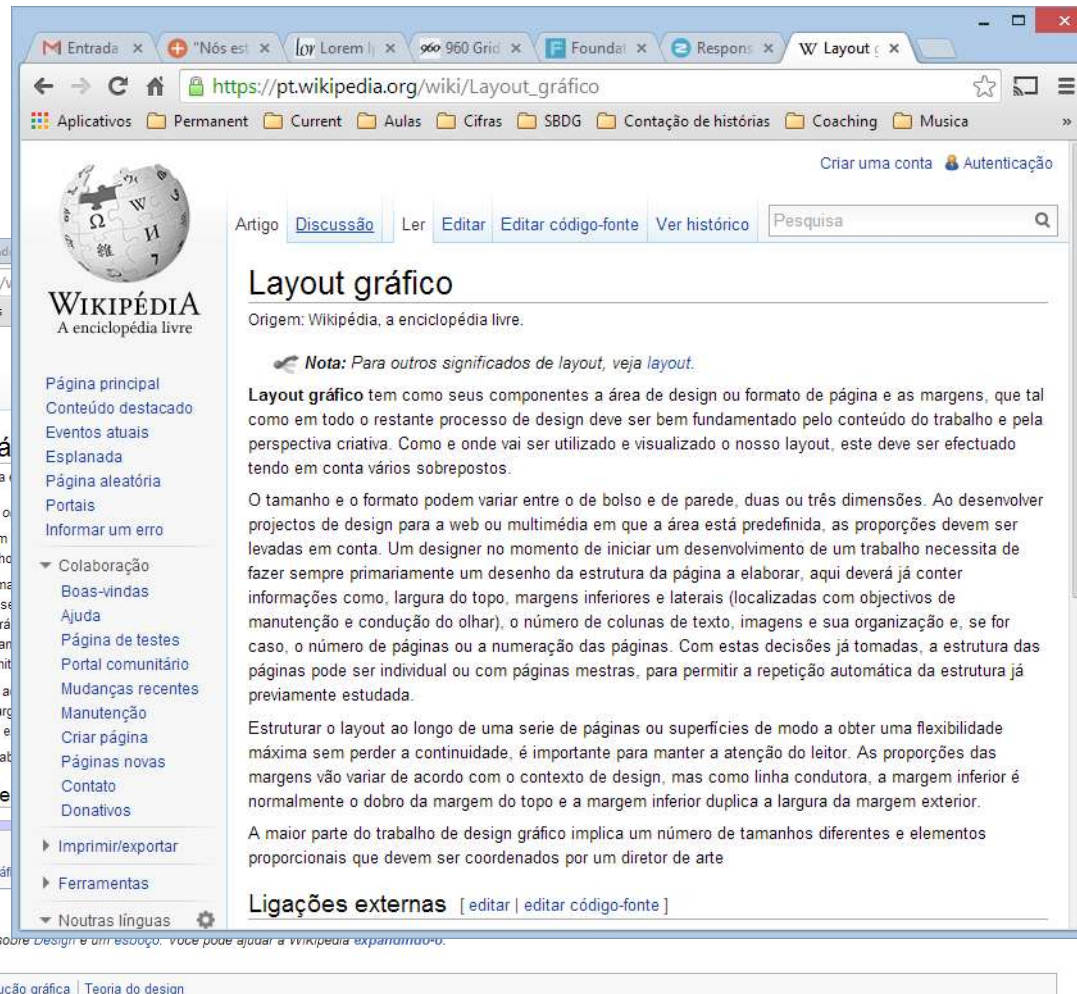 Entrada
"Nós est
Lorem I
960 Grid
Foundat
Respons
W Layout g
https://pt.wikipedia.org/wiki/Layout_gráfico
Aplicativos Permanent Current Aulas Cifras SBDG Contação de histórias Coaching Musica »
Criar uma conta Autenticação
Artigo Discussão Ler Editar Editar código-fonte Ver histórico Pesquisa
WIKIPÉDIA
A enciclopédia livre
Página principal
Conteúdo destacado
Eventos atuais
Esplanada
Página aleatória
Portais
Informar um erro
Colaboração
Boas-vindas
Ajuda
Página de testes
Portal comunitário
Mudanças recentes
Manutenção
Criar página
Páginas novas
Contato
Donativos
Imprimir/exportar
Ferramentas
Noutras línguas
Layout gráfico
Origem: Wikipédia, a enciclopédia livre.
Nota: Para outros significados de layout, veja layout.
Layout gráfico tem como seus componentes a área de design ou formato de página e as margens, que tal
como em todo o restante processo de design deve ser bem fundamentado pelo conteúdo do trabalho e pela
perspectiva criativa. Como e onde vai ser utilizado e visualizado o nosso layout, este deve ser efectuado
tendo em conta vários sobrepostos.
O tamanho e o formato podem variar entre o de bolso e de parede, duas ou três dimensões. Ao desenvolver
projectos de design para a web ou multimédia em que a área está predefinida, as proporções devem ser
levadas em conta. Um designer no momento de iniciar um desenvolvimento de um trabalho necessita de
fazer sempre primariamente um desenho da estrutura da página a elaborar, aqui deverá já conter
informações como, largura do topo, margens inferiores e laterais (localizadas com objectivos de
manutenção e condução do olhar), o número de colunas de texto, imagens e sua organização e, se for
caso, o número de páginas ou a numeração das páginas. Com estas decisões já tomadas, a estrutura das
páginas pode ser individual ou com páginas mestras, para permitir a repetição automática da estrutura já
previamente estudada.
Estruturar o layout ao longo de uma serie de páginas ou superfícies de modo a obter uma flexibilidade
máxima sem perder a continuidade, é importante para manter a atenção do leitor. As proporções das
margens vão variar de acordo com o contexto de design, mas como linha condutora, a margem inferior é
normalmente o dobro da margem do topo e a margem inferior duplica a largura da margem exterior.
A maior parte do trabalho de design gráfico implica um número de tamanhos diferentes e elementos
proporcionais que devem ser coordenados por um diretor de arte
Ligações externas [ editar | editar código-fonte ]
sobre Design é um esboço. Você pode ajudar a Wikipédia expandindo-o.
ução gráfica | Teoria do design